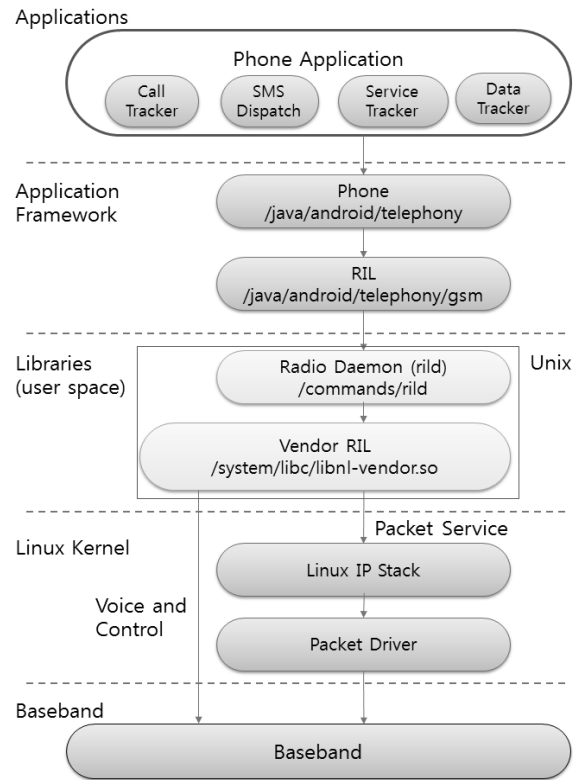 Applications
Phone Application
Call
Tracker
SMS
Dispatch
Service
Tracker
Data
Tracker
Application
Framework
Phone
/java/android/telephony
RIL
/java/android/telephony/gsm
Libraries
(user space)
Unix
Radio Daemon (rild)
/commands/rild
Vendor RIL
/system/libc/libnl-vendor.so
Packet Service
Linux Kernel
Linux IP Stack
Voice and
Control
Packet Driver
Baseband
Baseband